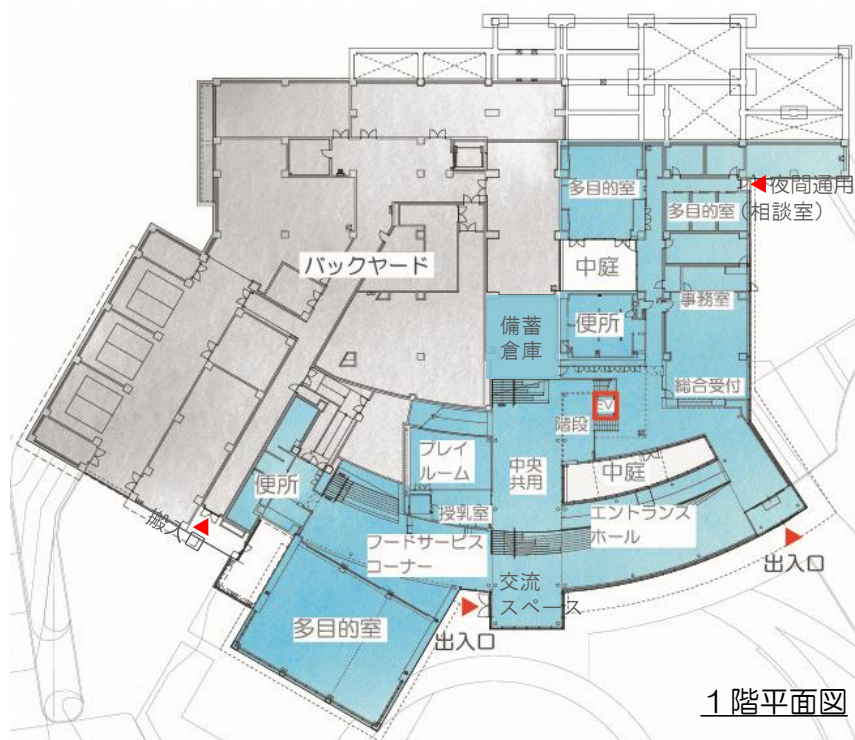 多目的室
夜間通用
多目的室(相談室)
バックヤード
中庭
事務室
備蓄
倉庫
便所
総合受付
EV
階段
プレイ
ルーム
中央
共用
中庭
便所
授乳室
エントランス
ホール
搬入口
フードサービス
コーナー
出入口
交流
スペース
多目的室
出入口
1階平面図